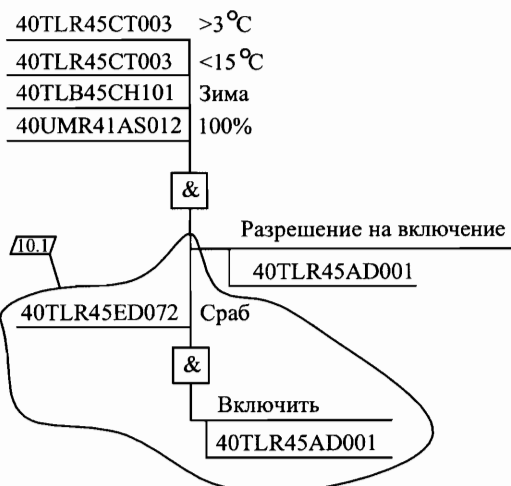 40TLR45CT003 >3°C
40TLR45CT003 <15°C
40TLB45CH101 Зима
40UMR41AS012 100%
&
10.1
Разрешение на включение
40TLR45AD001
40TLR45ED072 Сраб
&
Включить
40TLR45AD001